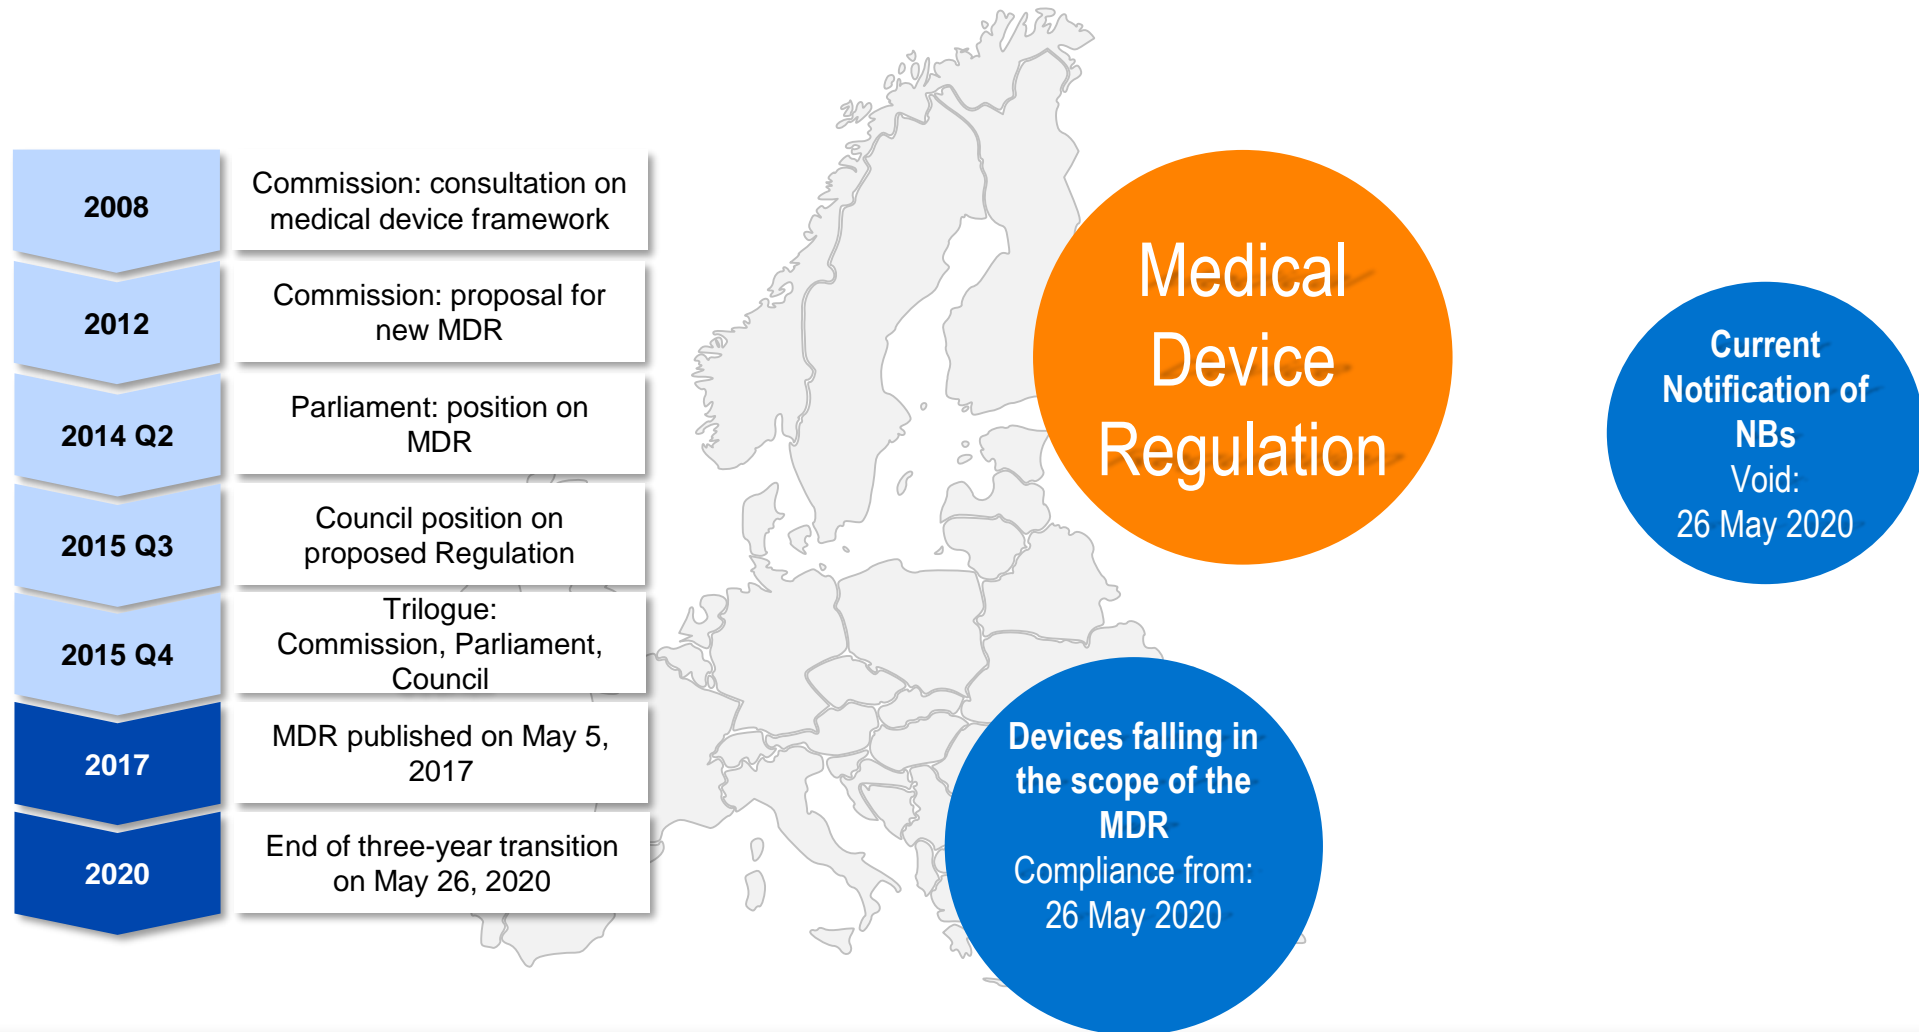 2008
Commission: consultation on
medical device framework
2012
Commission: proposal for
new MDR
2014 Q2
Parliament: position on
MDR
2015 Q3
Council position on
proposed Regulation
2015 Q4
Trilogue:
Commission, Parliament,
Council
2017
MDR published on May 5,
2017
2020
End of three-year transition
on May 26, 2020
Medical
Device
Regulation
Current
Notification of
NBs
Void:
26 May 2020
Devices falling in
the scope of the
MDR
Compliance from:
26 May 2020